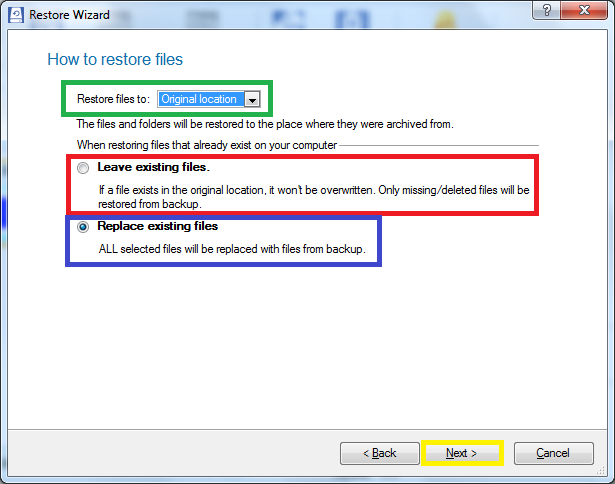 Restore Wizard
?
How to restore files
Restore files to: Original location
The files and folders will be restored to the place where they were archived from.
When restoring files that already exist on your computer
Leave existing files.
If a file exists in the original location, it won't be overwritten. Only missing/deleted files will be
restored from backup.
Replace existing files
ALL selected files will be replaced with files from backup.
< Back
Next >
Cancel